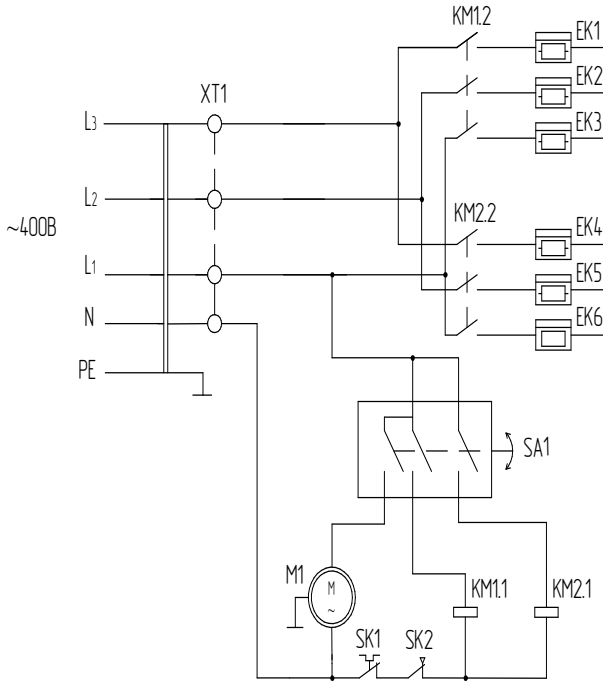 KM1.2
EK1
EK2
EK3
XT1
L3
L2
~400В
KM2.2
EK4
EK5
EK6
L1
N
PE
SA1
M1
M
~
KM1.1
KM2.1
SK1
SK2